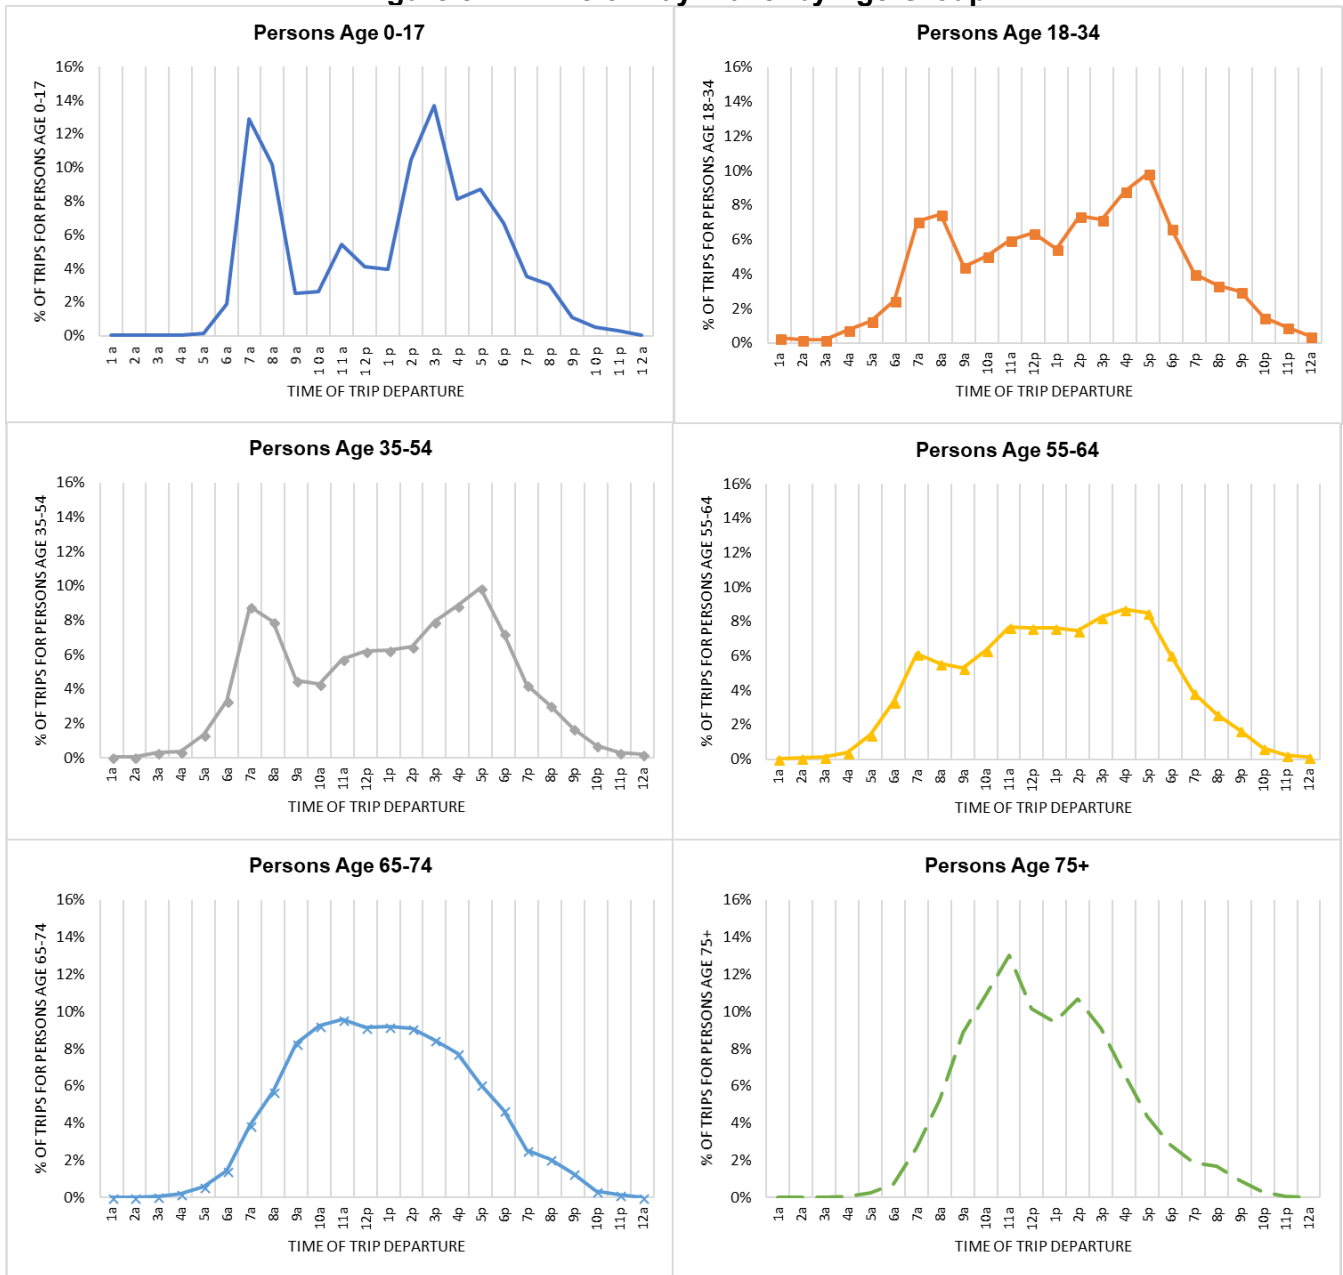 Persons Age 0-17
% OF TRIPS FOR PERSONS AGE 0-17
16%
14%
12%
10%
8%
6%
4%
2%
0%
1 a 2 a 3 a 4 a 5 a 6 a 7 a 8 a 9 a 10 a 11 a 12 p 1 p 2 p 3 p 4 p 5 p 6 p 7 p 8 p 9 p 10 p 11 p 12 a
TIME OF TRIP DEPARTURE
Persons Age 18-34
% OF TRIPS FOR PERSONS AGE 18-34
16%
14%
12%
10%
8%
6%
4%
2%
0%
1a 2a 3a 4a 5a 6a 7a 8a 9a 10a 11a 12p 1p 2p 3p 4p 5p 6p 7p 8p 9p 10p 11p 12a
TIME OF TRIP DEPARTURE
Persons Age 35-54
% OF TRIPS FOR PERSONS AGE 35-54
16%
14%
12%
10%
8%
6%
4%
2%
0%
1a 2a 3a 4a 5a 6a 7a 8a 9a 10a 11a 12p 1p 2p 3p 4p 5p 6p 7p 8p 9p 10p 11p 12a
TIME OF TRIP DEPARTURE
Persons Age 55-64
% OF TRIPS FOR PERSONS AGE 55-64
16%
14%
12%
10%
8%
6%
4%
2%
0%
1a 2a 3a 4a 5a 6a 7a 8a 9a 10a 11a 12p 1p 2p 3p 4p 5p 6p 7p 8p 9p 10p 11p 12a
TIME OF TRIP DEPARTURE
Persons Age 65-74
% OF TRIPS FOR PERSONS AGE 65-74
16%
14%
12%
10%
8%
6%
4%
2%
0%
1a 2a 3a 4a 5a 6a 7a 8a 9a 10a 11a 12p 1p 2p 3p 4p 5p 6p 7p 8p 9p 10p 11p 12a
TIME OF TRIP DEPARTURE
Persons Age 75+
% OF TRIPS FOR PERSONS AGE 75+
16%
14%
12%
10%
8%
6%
4%
2%
0%
1a 2a 3a 4a 5a 6a 7a 8a 9a 10a 11a 12p 1p 2p 3p 4p 5p 6p 7p 8p 9p 10p 11p 12a
TIME OF TRIP DEPARTURE